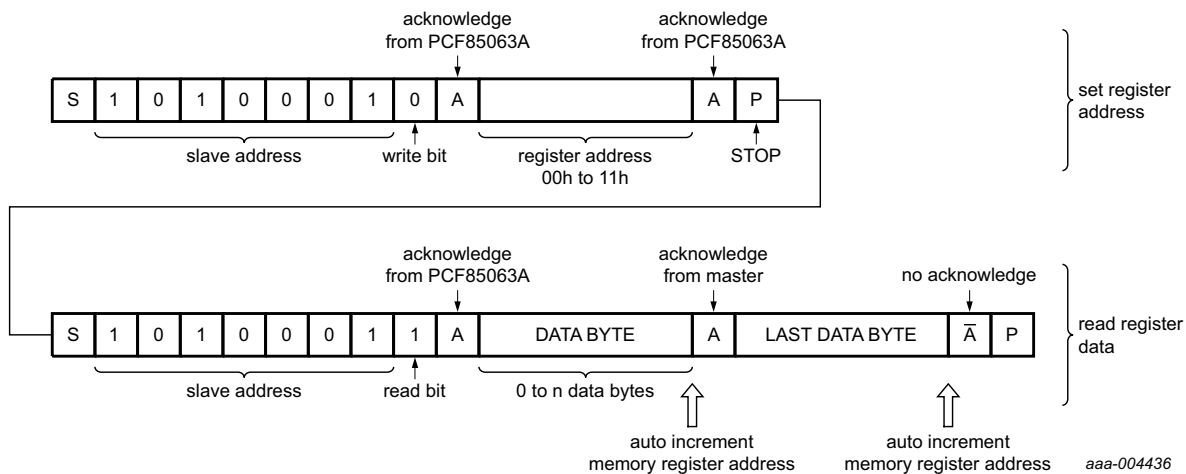 acknowledge
from PCF85063A
acknowledge
from PCF85063A
S 1 0 1 0 0 0 1 0 A A P
set register
address
slave address
write bit
register address
00h to 11h
STOP
acknowledge
from PCF85063A
acknowledge
from master
no acknowledge
S 1 0 1 0 0 0 1 1 A DATA BYTE A LAST DATA BYTE A̅ P
read register
data
slave address
read bit
0 to n data bytes
auto increment
memory register address
auto increment
memory register address
aaa-004436